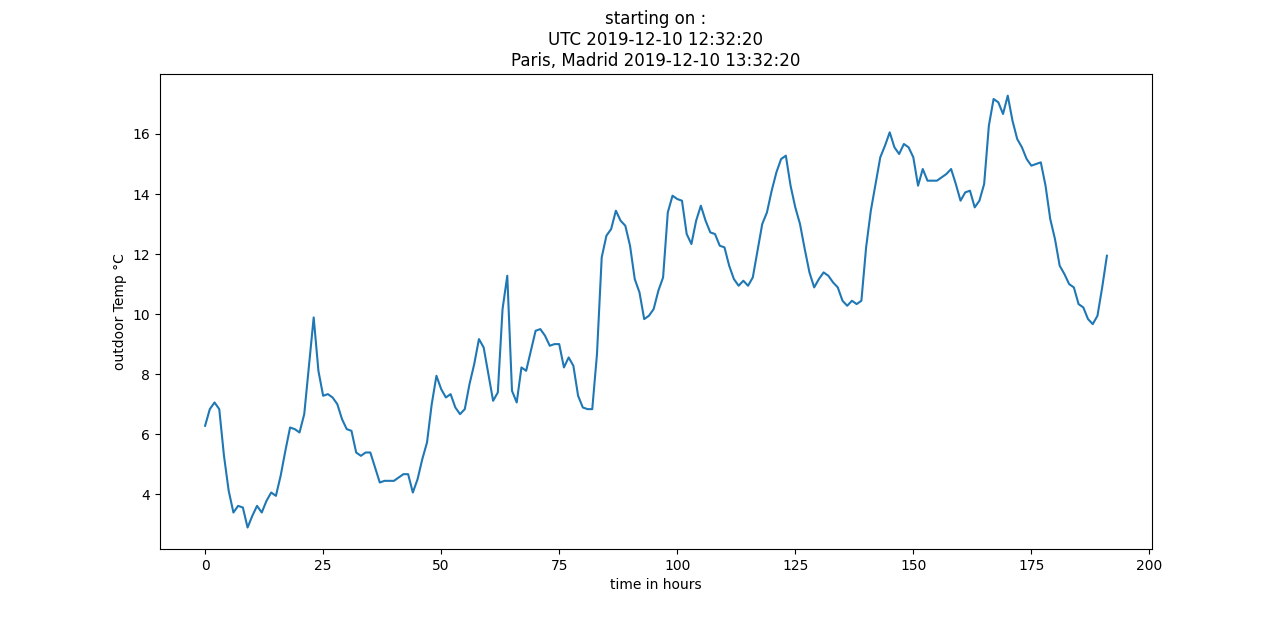 starting on :
UTC 2019-12-10 12:32:20
Paris, Madrid 2019-12-10 13:32:20
outdoor Temp °C
16
14
12
10
8
6
4
0 25 50 75 100 125 150 175 200
time in hours